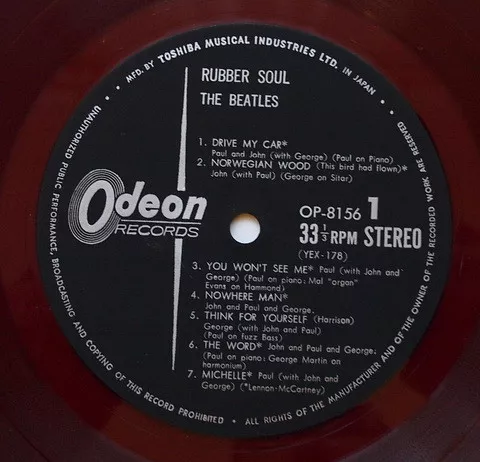 • MFD. BY TOSHIBA MUSICAL INDUSTRIES LTD. IN JAPAN •
RUBBER SOUL
THE BEATLES
1. DRIVE MY CAR*
Paul and John (with George) (Paul on Piano)
2. NORWEGIAN WOOD (This bird had flown)*
John (with Paul) (George on Sitar)
Odeon
RECORDS
OP-8156 1
33 1/3 RPM STEREO
(YEX-178)
3. YOU WON'T SEE ME* Paul (with John and
George) (Paul on piano: Mal "organ"
Evans on Hammond)
4. NOWHERE MAN*
John and Paul and George.
5. THINK FOR YOURSELF (Harrison)
George (with John and Paul)
(Paul on fuzz Bass)
6. THE WORD* John and Paul and George.
(Paul on piano: George Martin on
harmonium)
7. MICHELLE* Paul (with John and
George) (*Lennon-McCartney)
UNAUTHORIZED PUBLIC PERFORMANCE, BROADCASTING AND COPYING OF THIS RECORD PROHIBITED • ALL RIGHTS OF THE MANUFACTURER AND OF THE OWNER OF THE RECORDED WORK ARE RESERVED